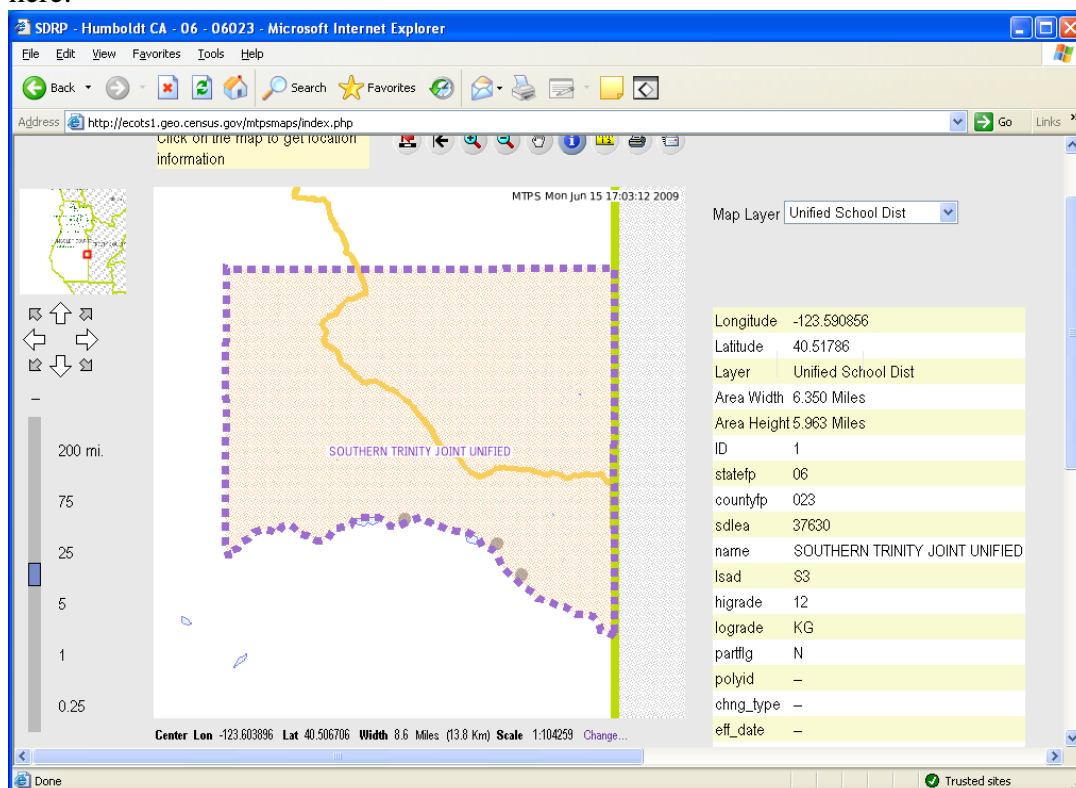 here.
SDRP - Humboldt CA - 06 - 06023 - Microsoft Internet Explorer
File Edit View Favorites Tools Help
Back Search Favorites
Address http://ecots1.geo.census.gov/mtpsmaps/index.php Go Links »
Click on the map to get location
information
MTPS Mon Jun 15 17:03:12 2009
Map Layer Unified School Dist
SOUTHERN TRINITY JOINT UNIFIED
200 mi.
75
25
5
1
0.25
Longitude -123.590856
Latitude 40.51786
Layer Unified School Dist
Area Width 6.350 Miles
Area Height 5.963 Miles
ID 1
statefp 06
countyfp 023
sdlea 37630
name SOUTHERN TRINITY JOINT UNIFIED
lsad S3
higrade 12
lograde KG
partflg N
polyid –
chng_type –
eff_date –
Center Lon -123.603896 Lat 40.506706 Width 8.6 Miles (13.8 Km) Scale 1:104259 Change...
Done Trusted sites